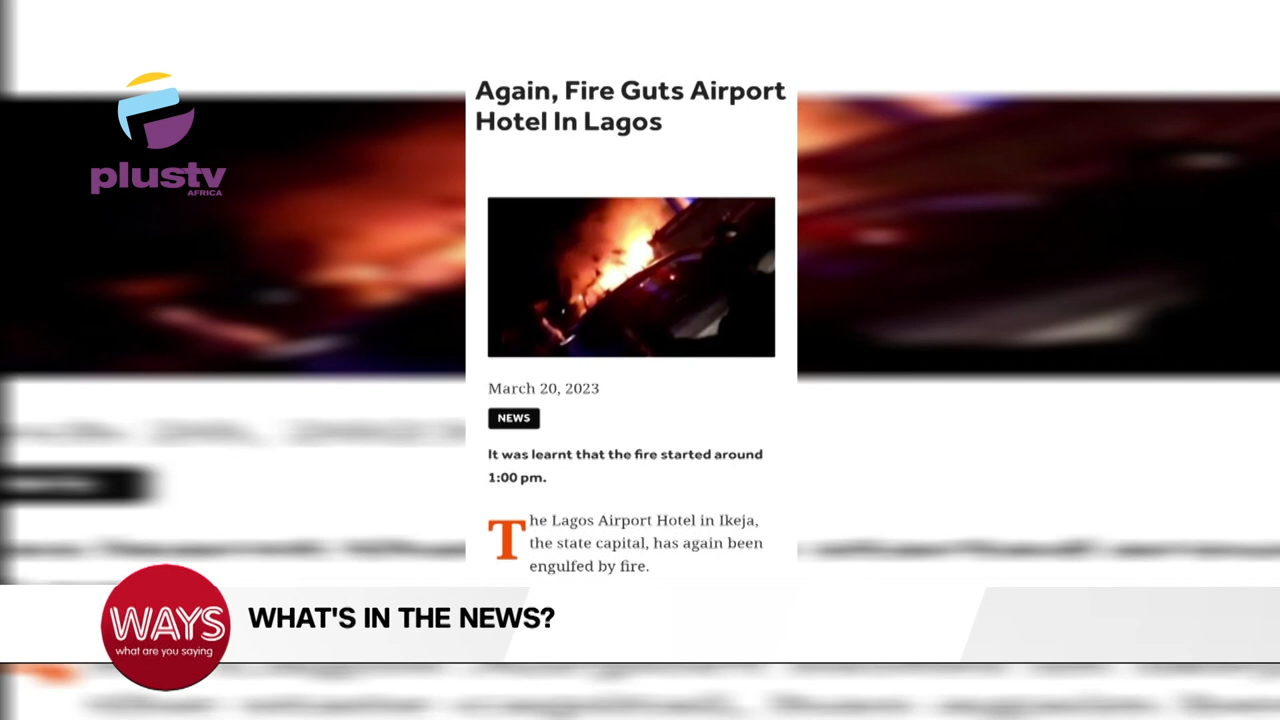 plustv
AFRICA
Again, Fire Guts Airport
Hotel In Lagos
March 20, 2023
NEWS
It was learnt that the fire started around
1:00 pm.
The Lagos Airport Hotel in Ikeja,
the state capital, has again been
engulfed by fire.
WAYS
what are you saying
WHAT'S IN THE NEWS?